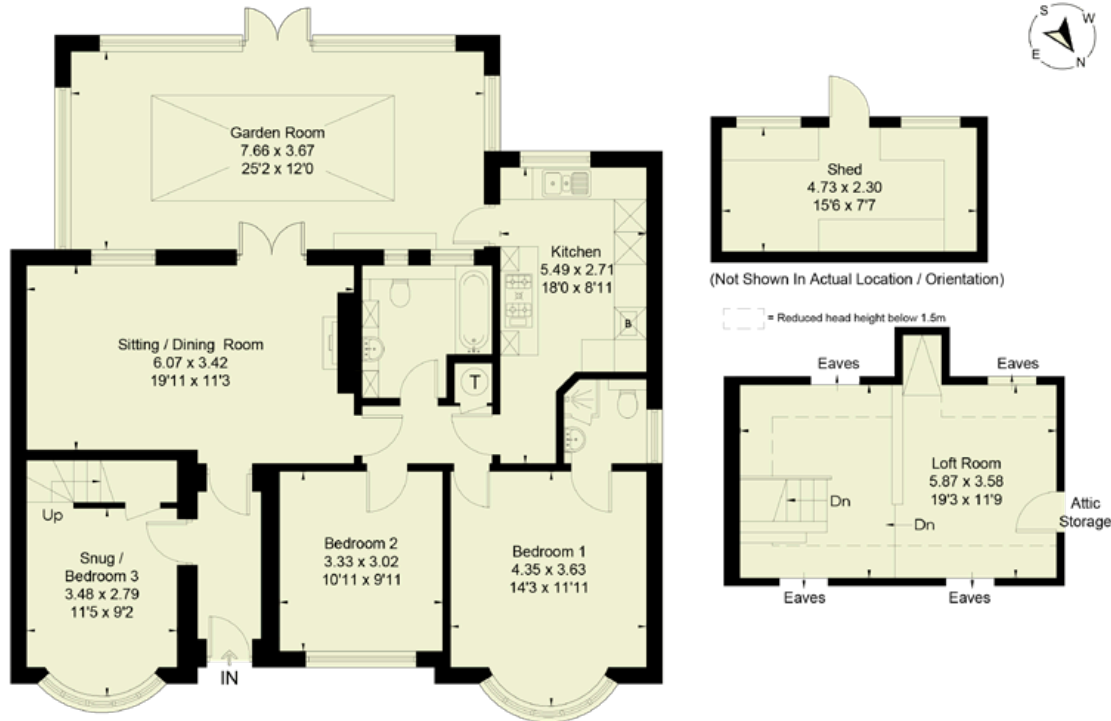 S
W
E
N
Garden Room
7.66 x 3.67
25'2 x 12'0
Shed
4.73 x 2.30
15'6 x 7'7
(Not Shown In Actual Location / Orientation)
Kitchen
5.49 x 2.71
18'0 x 8'11
B
= Reduced head height below 1.5m
Sitting / Dining Room
6.07 x 3.42
19'11 x 11'3
T
Eaves
Eaves
Loft Room
5.87 x 3.58
19'3 x 11'9
Dn
Dn
Attic
Storage
Eaves
Eaves
Up
Snug /
Bedroom 3
3.48 x 2.79
11'5 x 9'2
Bedroom 2
3.33 x 3.02
10'11 x 9'11
Bedroom 1
4.35 x 3.63
14'3 x 11'11
IN